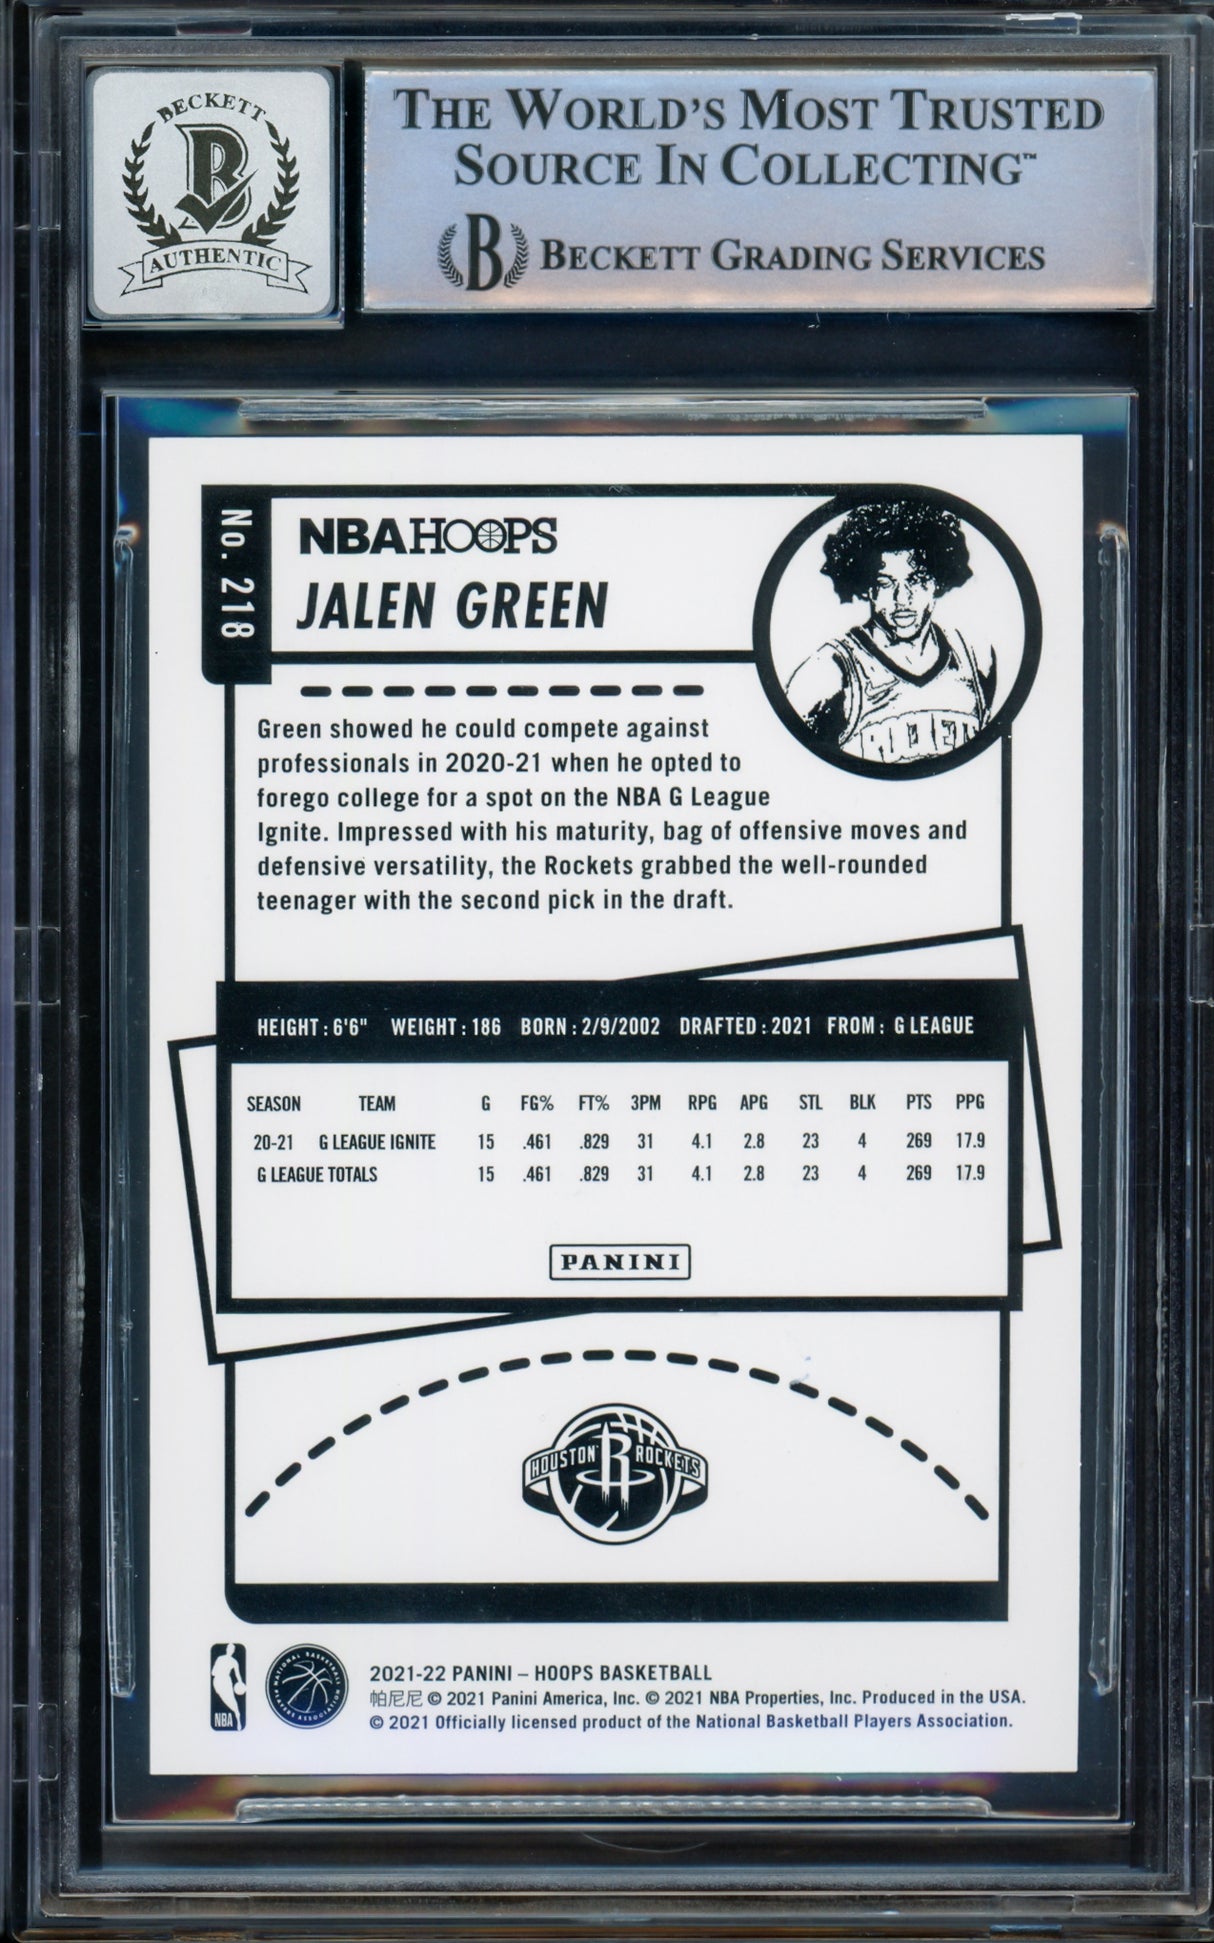 BECKETT
B
AUTHENTIC
THE WORLD'S MOST TRUSTED
SOURCE IN COLLECTING™
B BECKETT GRADING SERVICES
No. 218
NBA HOOPS
JALEN GREEN
Green showed he could compete against
professionals in 2020-21 when he opted to
forego college for a spot on the NBA G League
Ignite. Impressed with his maturity, bag of offensive moves and
defensive versatility, the Rockets grabbed the well-rounded
teenager with the second pick in the draft.
HEIGHT: 6'6" WEIGHT: 186 BORN: 2/9/2002 DRAFTED: 2021 FROM: G LEAGUE
SEASON TEAM G FG% FT% 3PM RPG APG STL BLK PTS PPG
20-21 G LEAGUE IGNITE 15 .461 .829 31 4.1 2.8 23 4 269 17.9
G LEAGUE TOTALS 15 .461 .829 31 4.1 2.8 23 4 269 17.9
PANINI
HOUSTON R ROCKETS
NBA
NATIONAL BASKETBALL PLAYERS ASSOCIATION
2021-22 PANINI – HOOPS BASKETBALL
帕尼尼 © 2021 Panini America, Inc. © 2021 NBA Properties, Inc. Produced in the USA.
© 2021 Officially licensed product of the National Basketball Players Association.